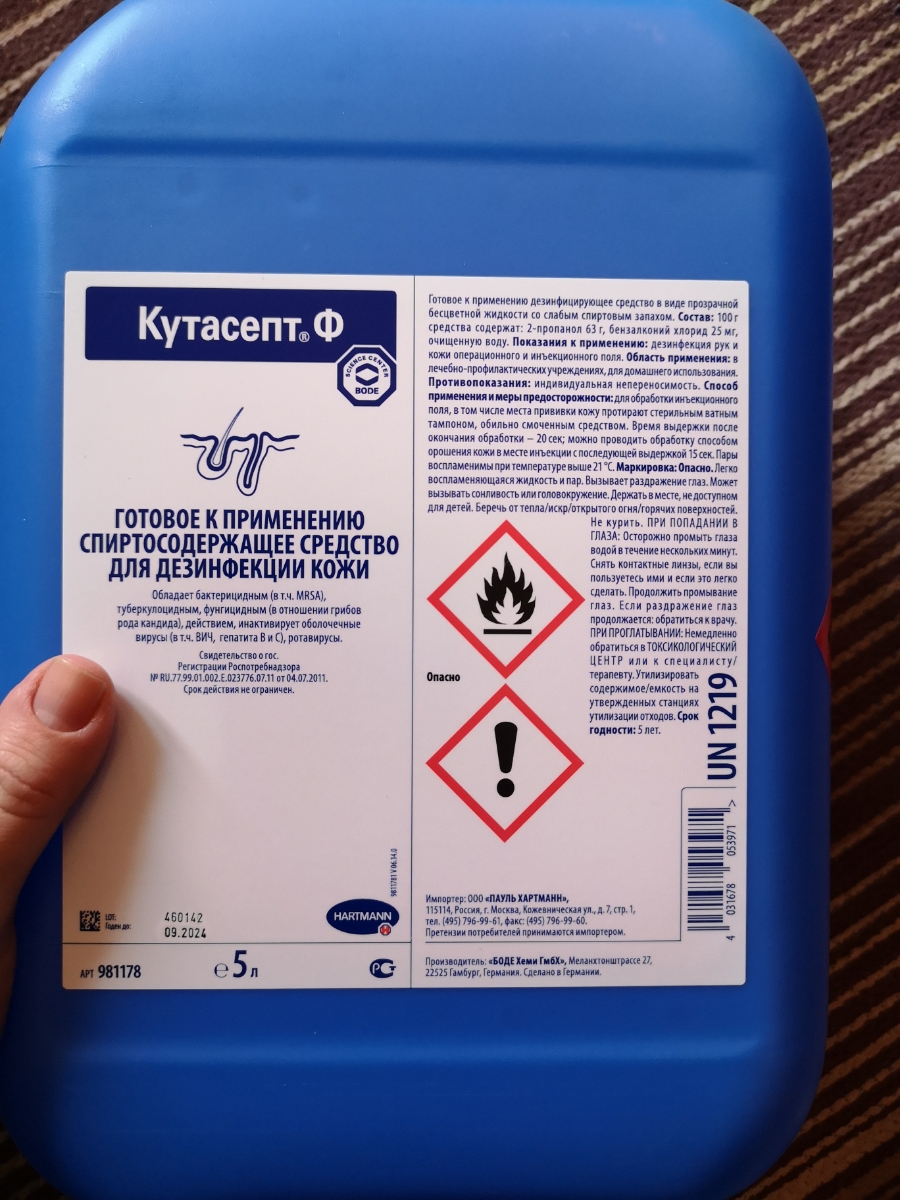 Кутасепт® Ф
SCIENCE CENTER
BODE
ГОТОВОЕ К ПРИМЕНЕНИЮ
СПИРТОСОДЕРЖАЩЕЕ СРЕДСТВО
ДЛЯ ДЕЗИНФЕКЦИИ КОЖИ
Обладает бактерицидным (в т.ч. MRSA),
туберкулоцидным, фунгицидным (в отношении грибов
рода кандида), действием, инактивирует оболочечные
вирусы (в т.ч. ВИЧ, гепатита В и С), ротавирусы.
Свидетельство о гос.
Регистрации Роспотребнадзора
№ RU.77.99.01.002.Е.023776.07.11 от 04.07.2011.
Срок действия не ограничен.
9811781 V 06.14.0
LOT: 460142
Годен до: 09.2024
HARTMANN
АРТ 981178
℮ 5 л
Готовое к применению дезинфицирующее средство в виде прозрачной
бесцветной жидкости со слабым спиртовым запахом. Состав: 100 г
средства содержат: 2-пропанол 63 г, бензалконий хлорид 25 мг,
очищенную воду. Показания к применению: дезинфекция рук и
кожи операционного и инъекционного поля. Область применения: в
лечебно-профилактических учреждениях, для домашнего использования.
Противопоказания: индивидуальная непереносимость. Способ
применения и меры предосторожности: для обработки инъекционного
поля, в том числе места прививки кожу протирают стерильным ватным
тампоном, обильно смоченным средством. Время выдержки после
окончания обработки – 20 сек; можно проводить обработку способом
орошения кожи в месте инъекции с последующей выдержкой 15 сек. Пары
воспламенимы при температуре выше 21 °С. Маркировка: Опасно. Легко
воспламеняющаяся жидкость и пар. Вызывает раздражение глаз. Может
вызывать сонливость или головокружение. Держать в месте, не доступном
для детей. Беречь от тепла/искр/открытого огня/горячих поверхностей.
Не курить. ПРИ ПОПАДАНИИ В
ГЛАЗА: Осторожно промыть глаза
водой в течение нескольких минут.
Снять контактные линзы, если вы
пользуетесь ими и если это легко
сделать. Продолжить промывание
глаз. Если раздражение глаз
продолжается: обратиться к врачу.
ПРИ ПРОГЛАТЫВАНИИ: Немедленно
обратиться в ТОКСИКОЛОГИЧЕСКИЙ
ЦЕНТР или к специалисту/
терапевту. Утилизировать
содержимое/емкость на
утвержденных станциях
утилизации отходов. Срок
годности: 5 лет.
Опасно
UN 1219
4 031678 053971 >
Импортер: ООО «ПАУЛЬ ХАРТМАНН»,
115114, Россия, г. Москва, Кожевническая ул., д. 7, стр. 1,
тел. (495) 796-99-61, факс: (495) 796-99-60.
Претензии потребителей принимаются импортером.
Производитель: «БОДЕ Хеми ГмбХ», Меланхтонштрассе 27,
22525 Гамбург, Германия. Сделано в Германии.